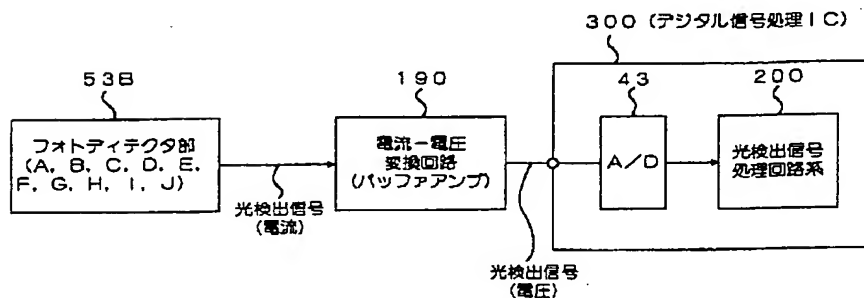 300(デジタル信号処理IC)
53B
190
43
200
フォトディテクタ部
(A, B, C, D, E,
F, G, H, I, J)
電流-電圧
変換回路
(バッファアンプ)
A/D
光検出信号
処理回路系
光検出信号
(電流)
光検出信号
(電圧)